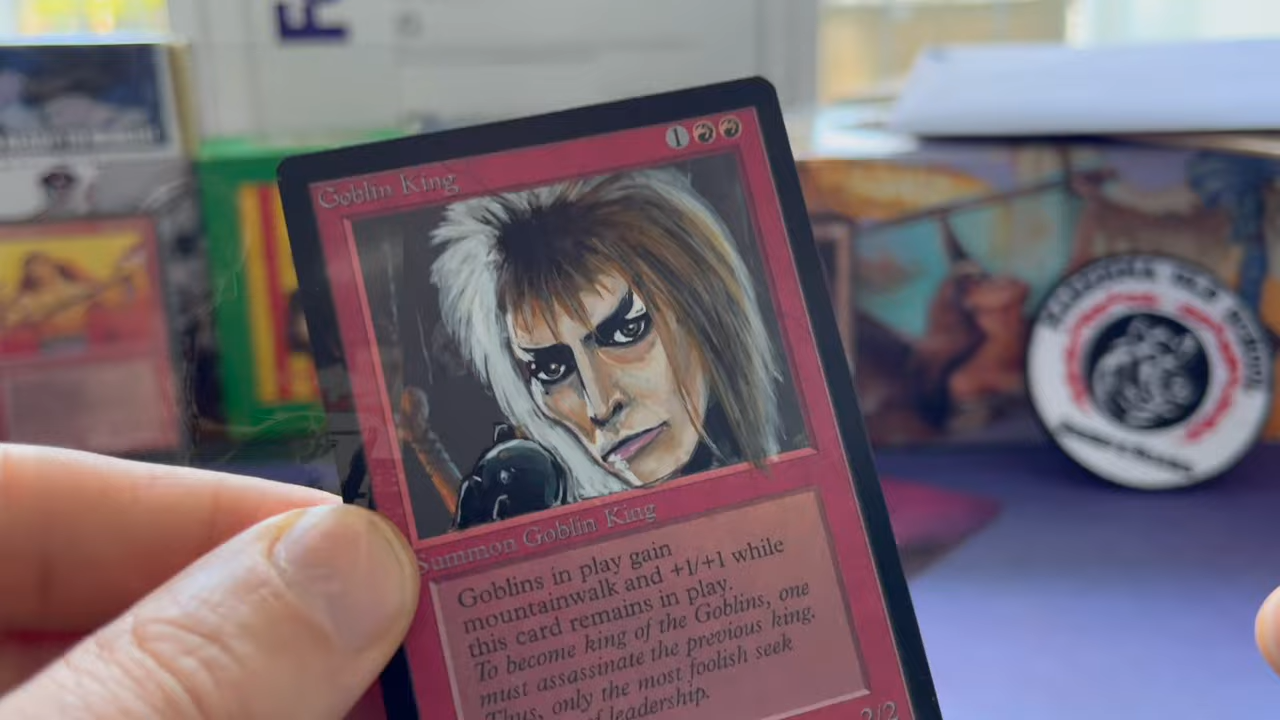 Goblin King
1
Summon Goblin King
Goblins in play gain
mountainwalk and +1/+1 while
this card remains in play.
To become king of the Goblins, one
must assassinate the previous king.
Thus, only the most foolish seek
of leadership.
2/2